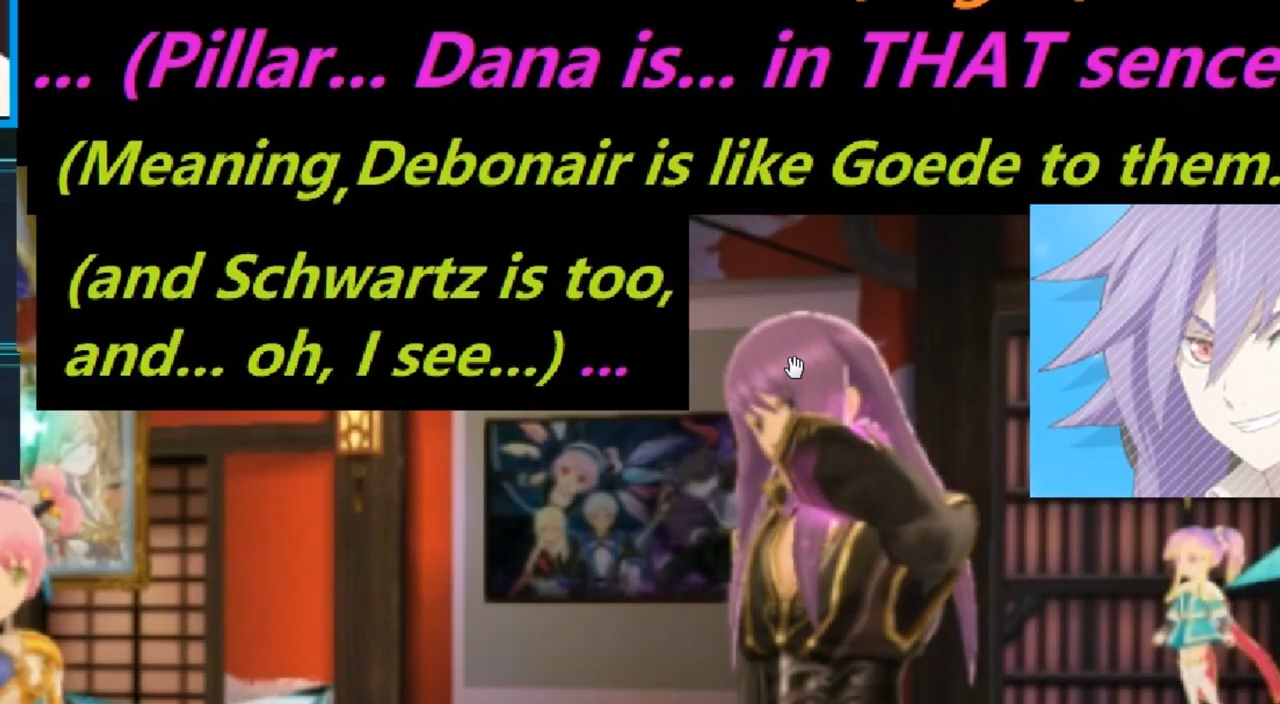 ... (Pillar... Dana is... in THAT sence
(Meaning,Debonair is like Goede to them.
(and Schwartz is too,
and... oh, I see...) ...